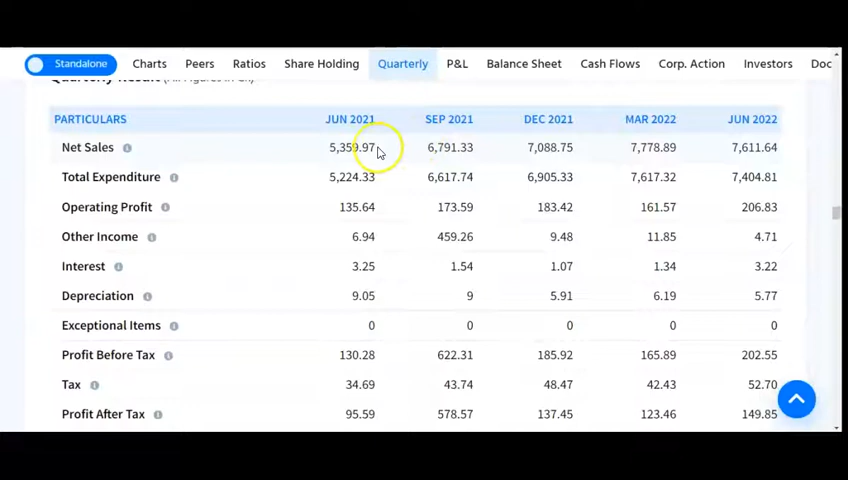 Standalone Charts Peers Ratios Share Holding Quarterly P&L Balance Sheet Cash Flows Corp. Action Investors Doc
Quarterly Result (All Figures in Cr.)
PARTICULARS JUN 2021 SEP 2021 DEC 2021 MAR 2022 JUN 2022
Net Sales 5,359.97 6,791.33 7,088.75 7,778.89 7,611.64
Total Expenditure 5,224.33 6,617.74 6,905.33 7,617.32 7,404.81
Operating Profit 135.64 173.59 183.42 161.57 206.83
Other Income 6.94 459.26 9.48 11.85 4.71
Interest 3.25 1.54 1.07 1.34 3.22
Depreciation 9.05 9 5.91 6.19 5.77
Exceptional Items 0 0 0 0 0
Profit Before Tax 130.28 622.31 185.92 165.89 202.55
Tax 34.69 43.74 48.47 42.43 52.70
Profit After Tax 95.59 578.57 137.45 123.46 149.85